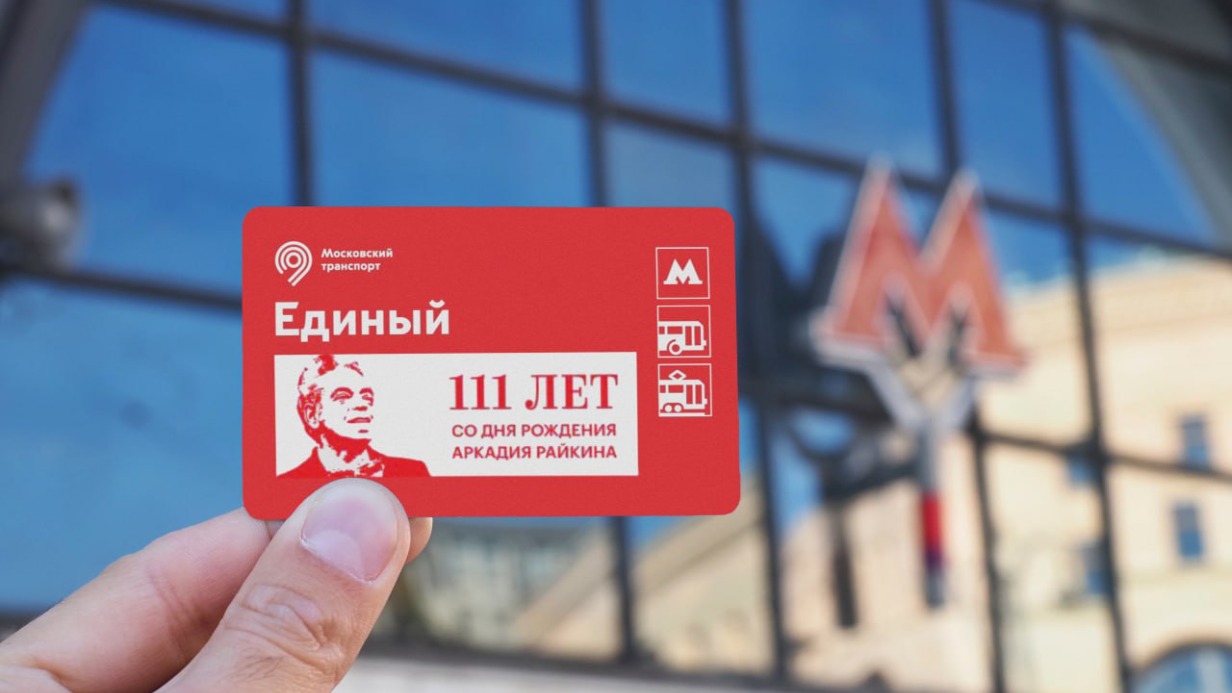 Московский
транспорт
Единый
111 ЛЕТ
СО ДНЯ РОЖДЕНИЯ
АРКАДИЯ РАЙКИНА
М
М